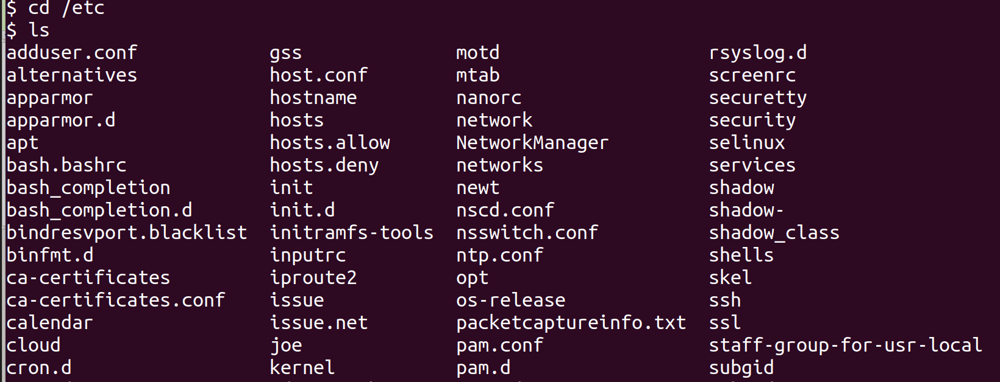 $ cd /etc
$ ls
adduser.conf gss motd rsyslog.d
alternatives host.conf mtab screenrc
apparmor hostname nanorc securetty
apparmor.d hosts network security
apt hosts.allow NetworkManager selinux
bash.bashrc hosts.deny networks services
bash_completion init newt shadow
bash_completion.d init.d nscd.conf shadow-
bindresvport.blacklist initramfs-tools nsswitch.conf shadow_class
binfmt.d inputrc ntp.conf shells
ca-certificates iproute2 opt skel
ca-certificates.conf issue os-release ssh
calendar issue.net packetcaptureinfo.txt ssl
cloud joe pam.conf staff-group-for-usr-local
cron.d kernel pam.d subgid